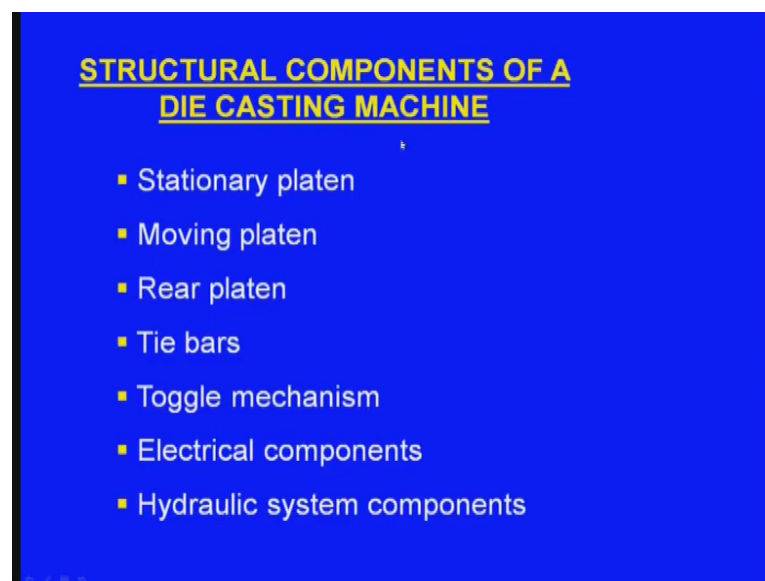 STRUCTURAL COMPONENTS OF A
DIE CASTING MACHINE
▪ Stationary platen
▪ Moving platen
▪ Rear platen
▪ Tie bars
▪ Toggle mechanism
▪ Electrical components
▪ Hydraulic system components